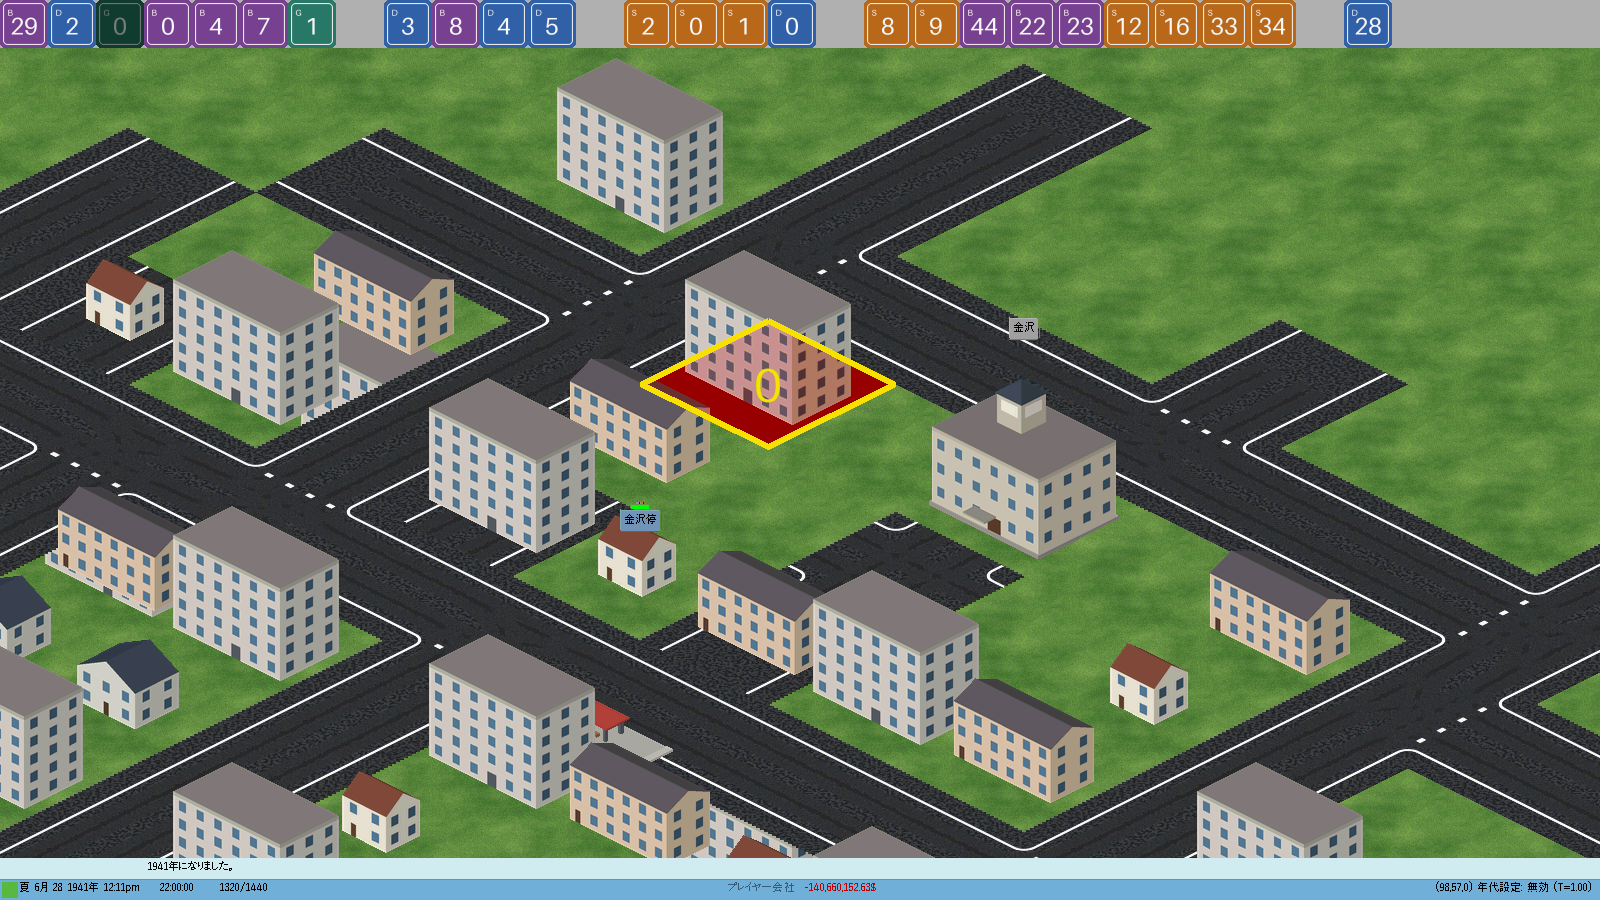 B 29 D 2 G 0 B 0 B 4 B 7 G 1 D 3 B 8 D 4 D 5 S 2 S 0 S 1 D 0 S 8 S 9 B 44 B 22 B 23 S 12 S 16 S 33 S 34 D 28
金沢
0
金沢停
1941年になりました。
夏 6月 28 1941年 12:11pm 22:00:00 1320/1440 プレイヤー会社 -140,660,152.63$ (98,57,0) 年代設定: 無効 (T=1.00)